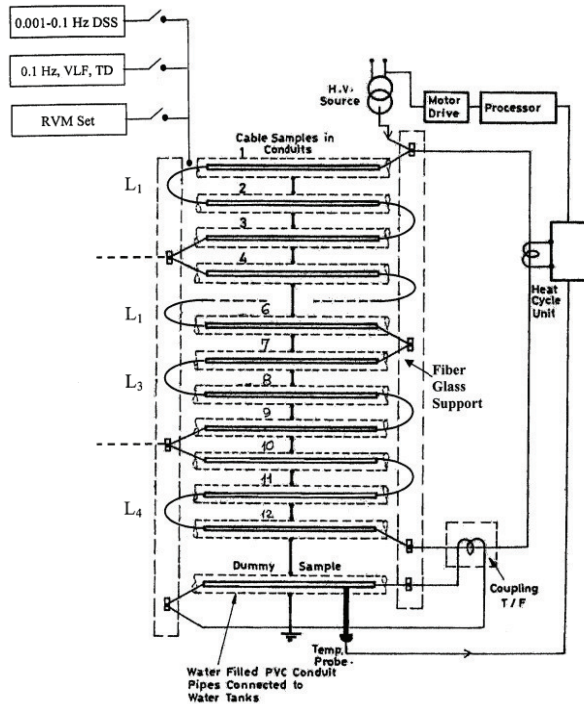 0.001-0.1 Hz DSS
0.1 Hz, VLF, TD
RVM Set
H.V.
Source
Motor
Drive
Processor
Cable Samples in
Conduits
1
L1
2
3
4
Heat Cycle
Unit
L1
6
7
Fiber
Glass
Support
L3
8
9
10
11
L4
12
Dummy Sample
Coupling
T/F
Temp.
Probe.
Water Filled PVC Conduit
Pipes Connected to
Water Tanks